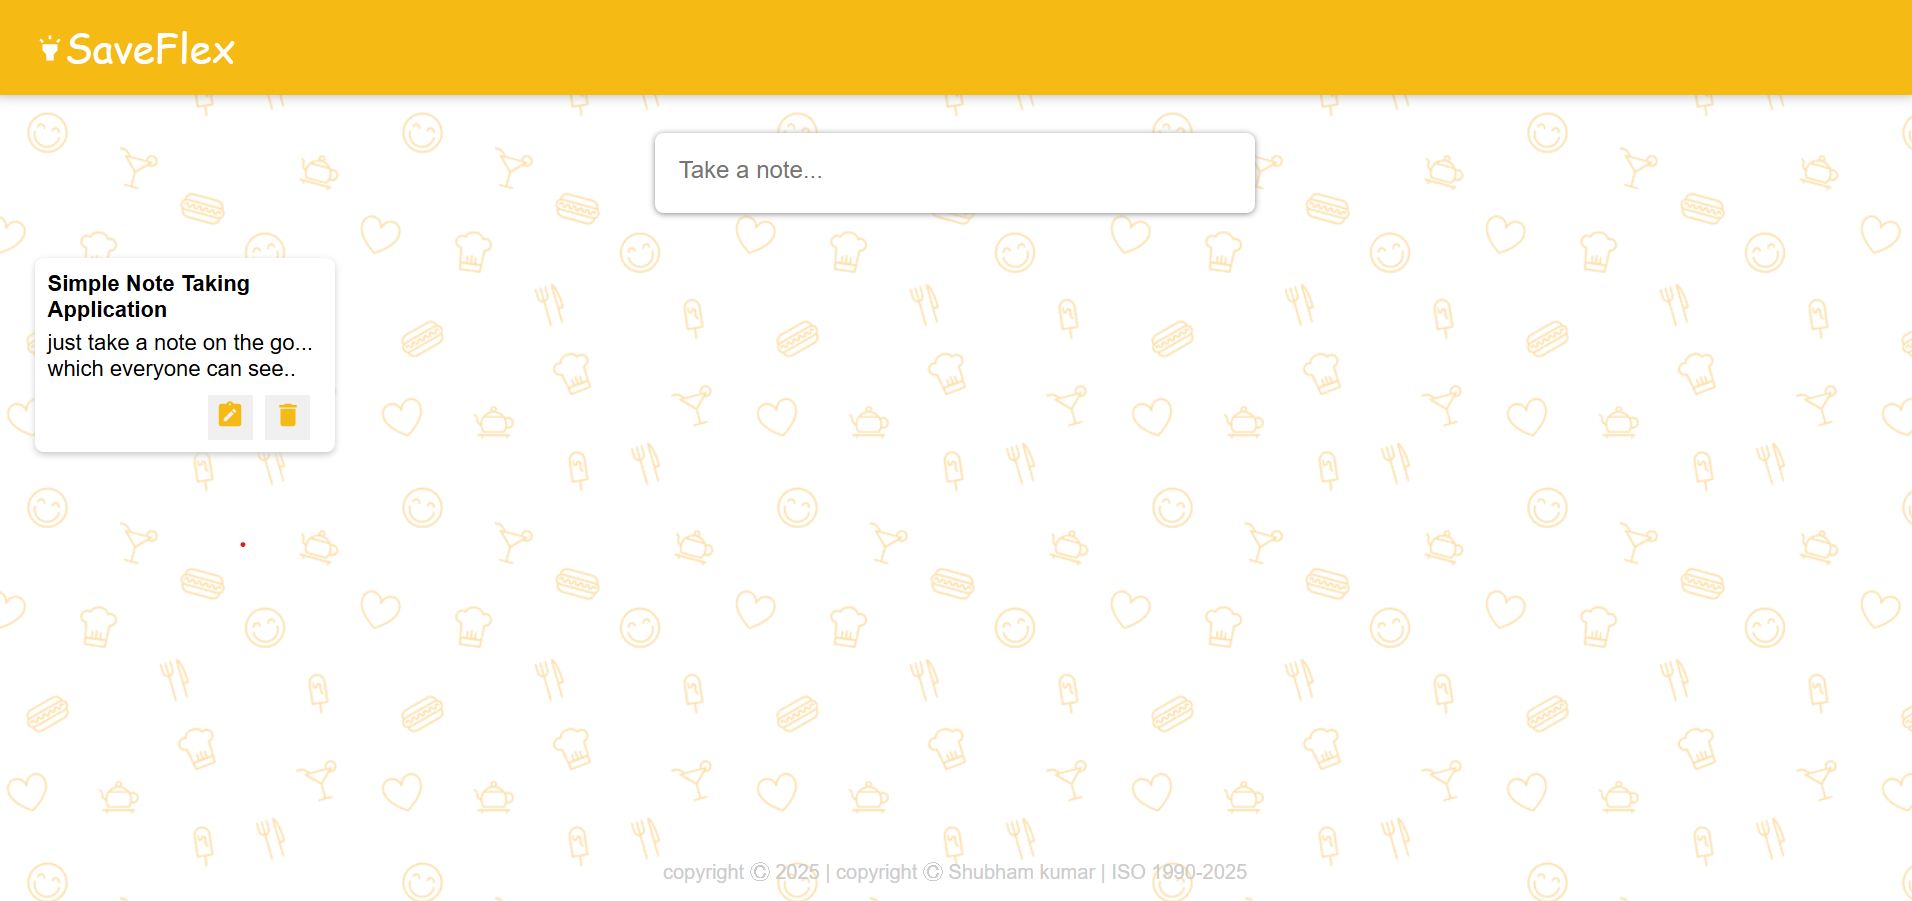 SaveFlex
Take a note...
Simple Note Taking
Application
just take a note on the go...
which everyone can see..
copyright © 2025 | copyright © Shubham kumar | ISO 1990-2025